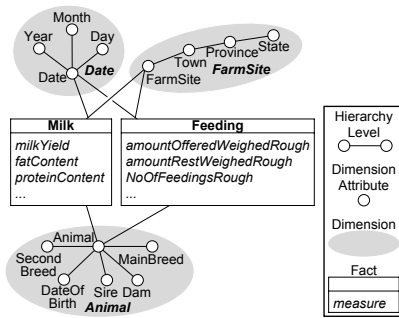 Month
Year
Day
Date
Date
State
Province
Town
FarmSite
FarmSite
Milk
milkYield
fatContent
proteinContent
...
Feeding
amountOfferedWeighedRough
amountRestWeighedRough
NoOfFeedingsRough
...
Animal
Second
Breed
MainBreed
DateOf
Birth
Sire
Dam
Animal
Hierarchy
Level
Dimension
Attribute
Dimension
Fact
measure